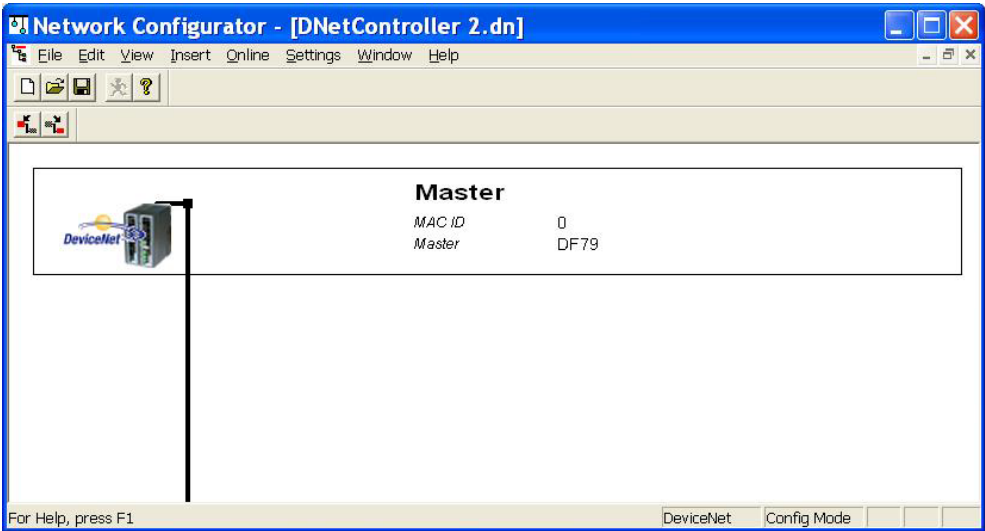 Network Configurator - [DNetController 2.dn]
File Edit View Insert Online Settings Window Help
Master
MAC ID 0
Master DF79
DeviceNet
For Help, press F1 DeviceNet Config Mode